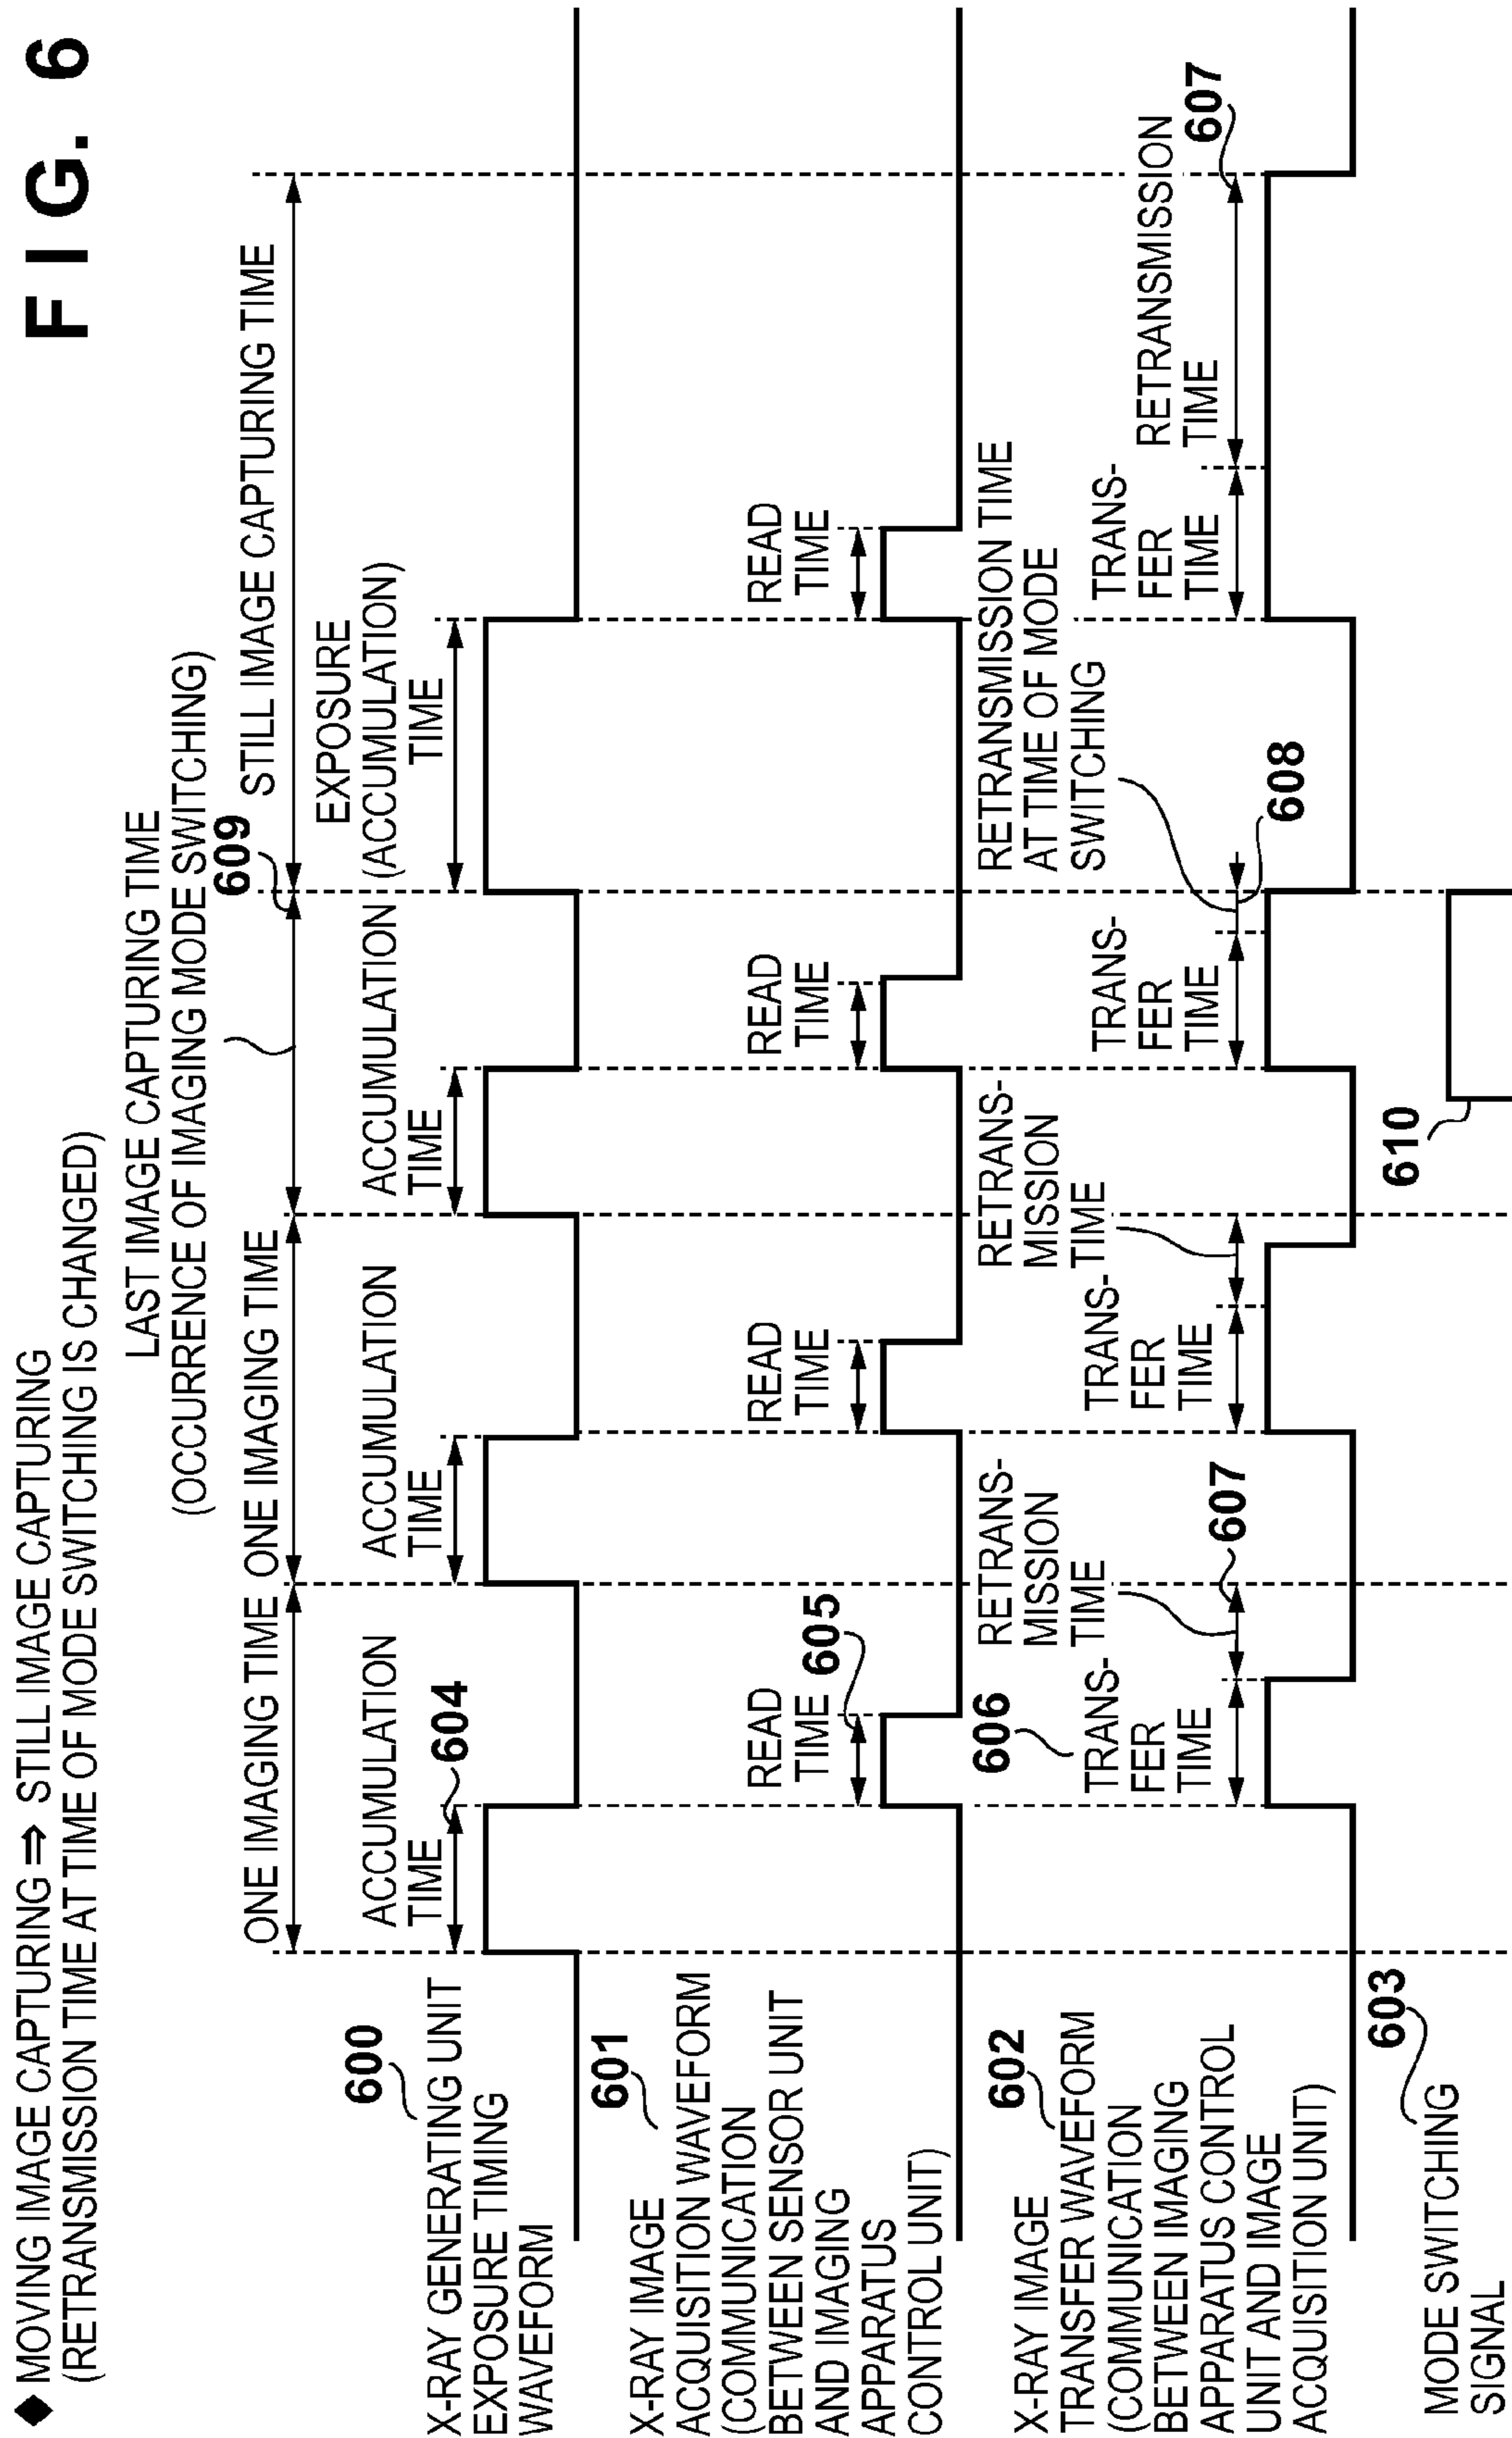 F I G. 6
◆ MOVING IMAGE CAPTURING ⇒ STILL IMAGE CAPTURING
(RETRANSMISSION TIME AT TIME OF MODE SWITCHING IS CHANGED)
LAST IMAGE CAPTURING TIME
(OCCURRENCE OF IMAGING MODE SWITCHING)
609
ONE IMAGING TIME
ONE IMAGING TIME
STILL IMAGE CAPTURING TIME
600
X-RAY GENERATING UNIT
EXPOSURE TIMING
WAVEFORM
ACCUMULATION
TIME
604
ACCUMULATION
TIME
ACCUMULATION
TIME
EXPOSURE
(ACCUMULATION)
TIME
601
X-RAY IMAGE
ACQUISITION WAVEFORM
(COMMUNICATION
BETWEEN SENSOR UNIT
AND IMAGING
APPARATUS
CONTROL UNIT)
READ
TIME
605
READ
TIME
READ
TIME
READ
TIME
602
X-RAY IMAGE
TRANSFER WAVEFORM
(COMMUNICATION
BETWEEN IMAGING
APPARATUS CONTROL
UNIT AND IMAGE
ACQUISITION UNIT)
606
TRANS-
FER
TIME
RETRANS-
MISSION
TIME
607
TRANS-
FER
TIME
RETRANS-
MISSION
TIME
TRANS-
FER
TIME
RETRANSMISSION TIME
AT TIME OF MODE
SWITCHING
608
TRANS-
FER
TIME
RETRANSMISSION
TIME
607
603
MODE SWITCHING
SIGNAL
610